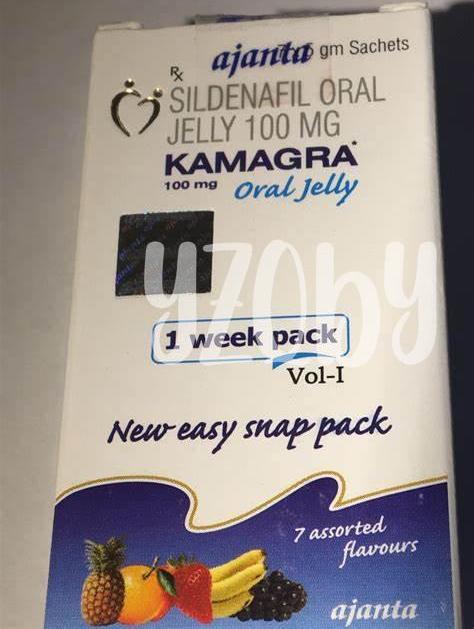 ajanta
gm Sachets
Rx
SILDENAFIL ORAL
JELLY 100 MG
KAMAGRA*
100 mg Oral Jelly
yzoby
1 week pack
Vol-I
New easy snap pack
7 assorted
flavours
ajanta